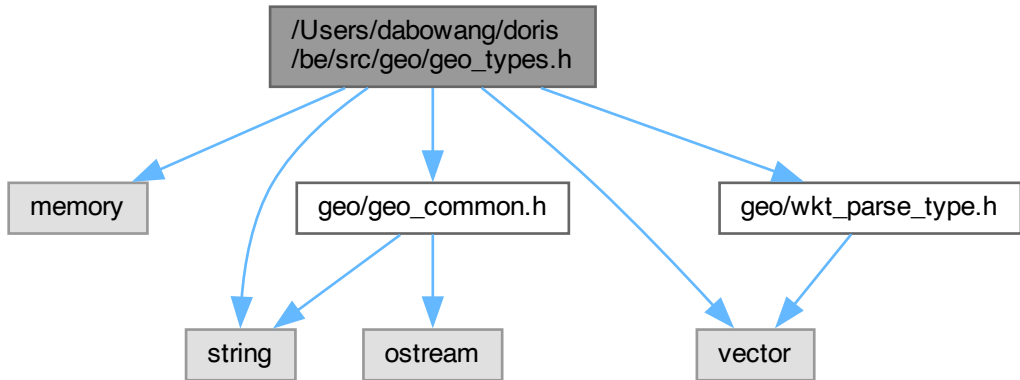 /Users/dabowang/doris
/be/src/geo/geo_types.h
memory
geo/geo_common.h
geo/wkt_parse_type.h
string
ostream
vector